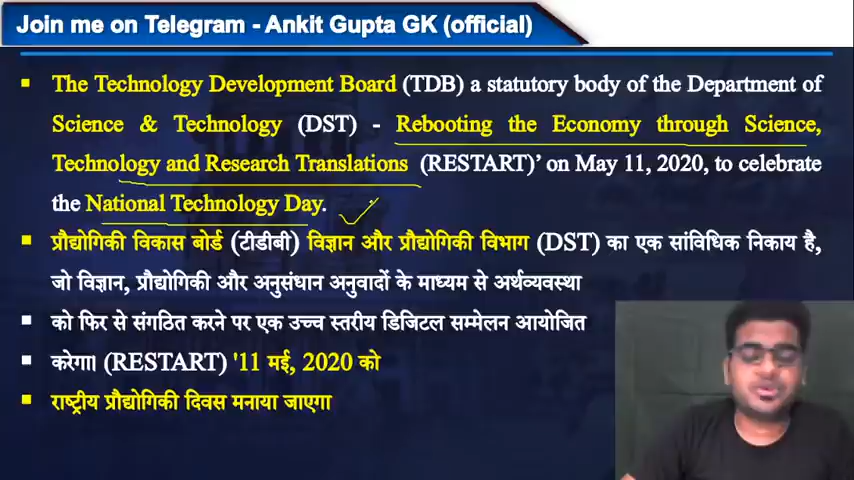 Join me on Telegram - Ankit Gupta GK (official)
The Technology Development Board (TDB) a statutory body of the Department of
Science & Technology (DST) - Rebooting the Economy through Science,
Technology and Research Translations (RESTART)’ on May 11, 2020, to celebrate
the National Technology Day.
प्रौद्योगिकी विकास बोर्ड (टीडीबी) विज्ञान और प्रौद्योगिकी विभाग (DST) का एक सांविधिक निकाय है,
जो विज्ञान, प्रौद्योगिकी और अनुसंधान अनुवादों के माध्यम से अर्थव्यवस्था
को फिर से संगठित करने पर एक उच्च स्तरीय डिजिटल सम्मेलन आयोजित
करेगा। (RESTART) '11 मई, 2020 को
राष्ट्रीय प्रौद्योगिकी दिवस मनाया जाएगा